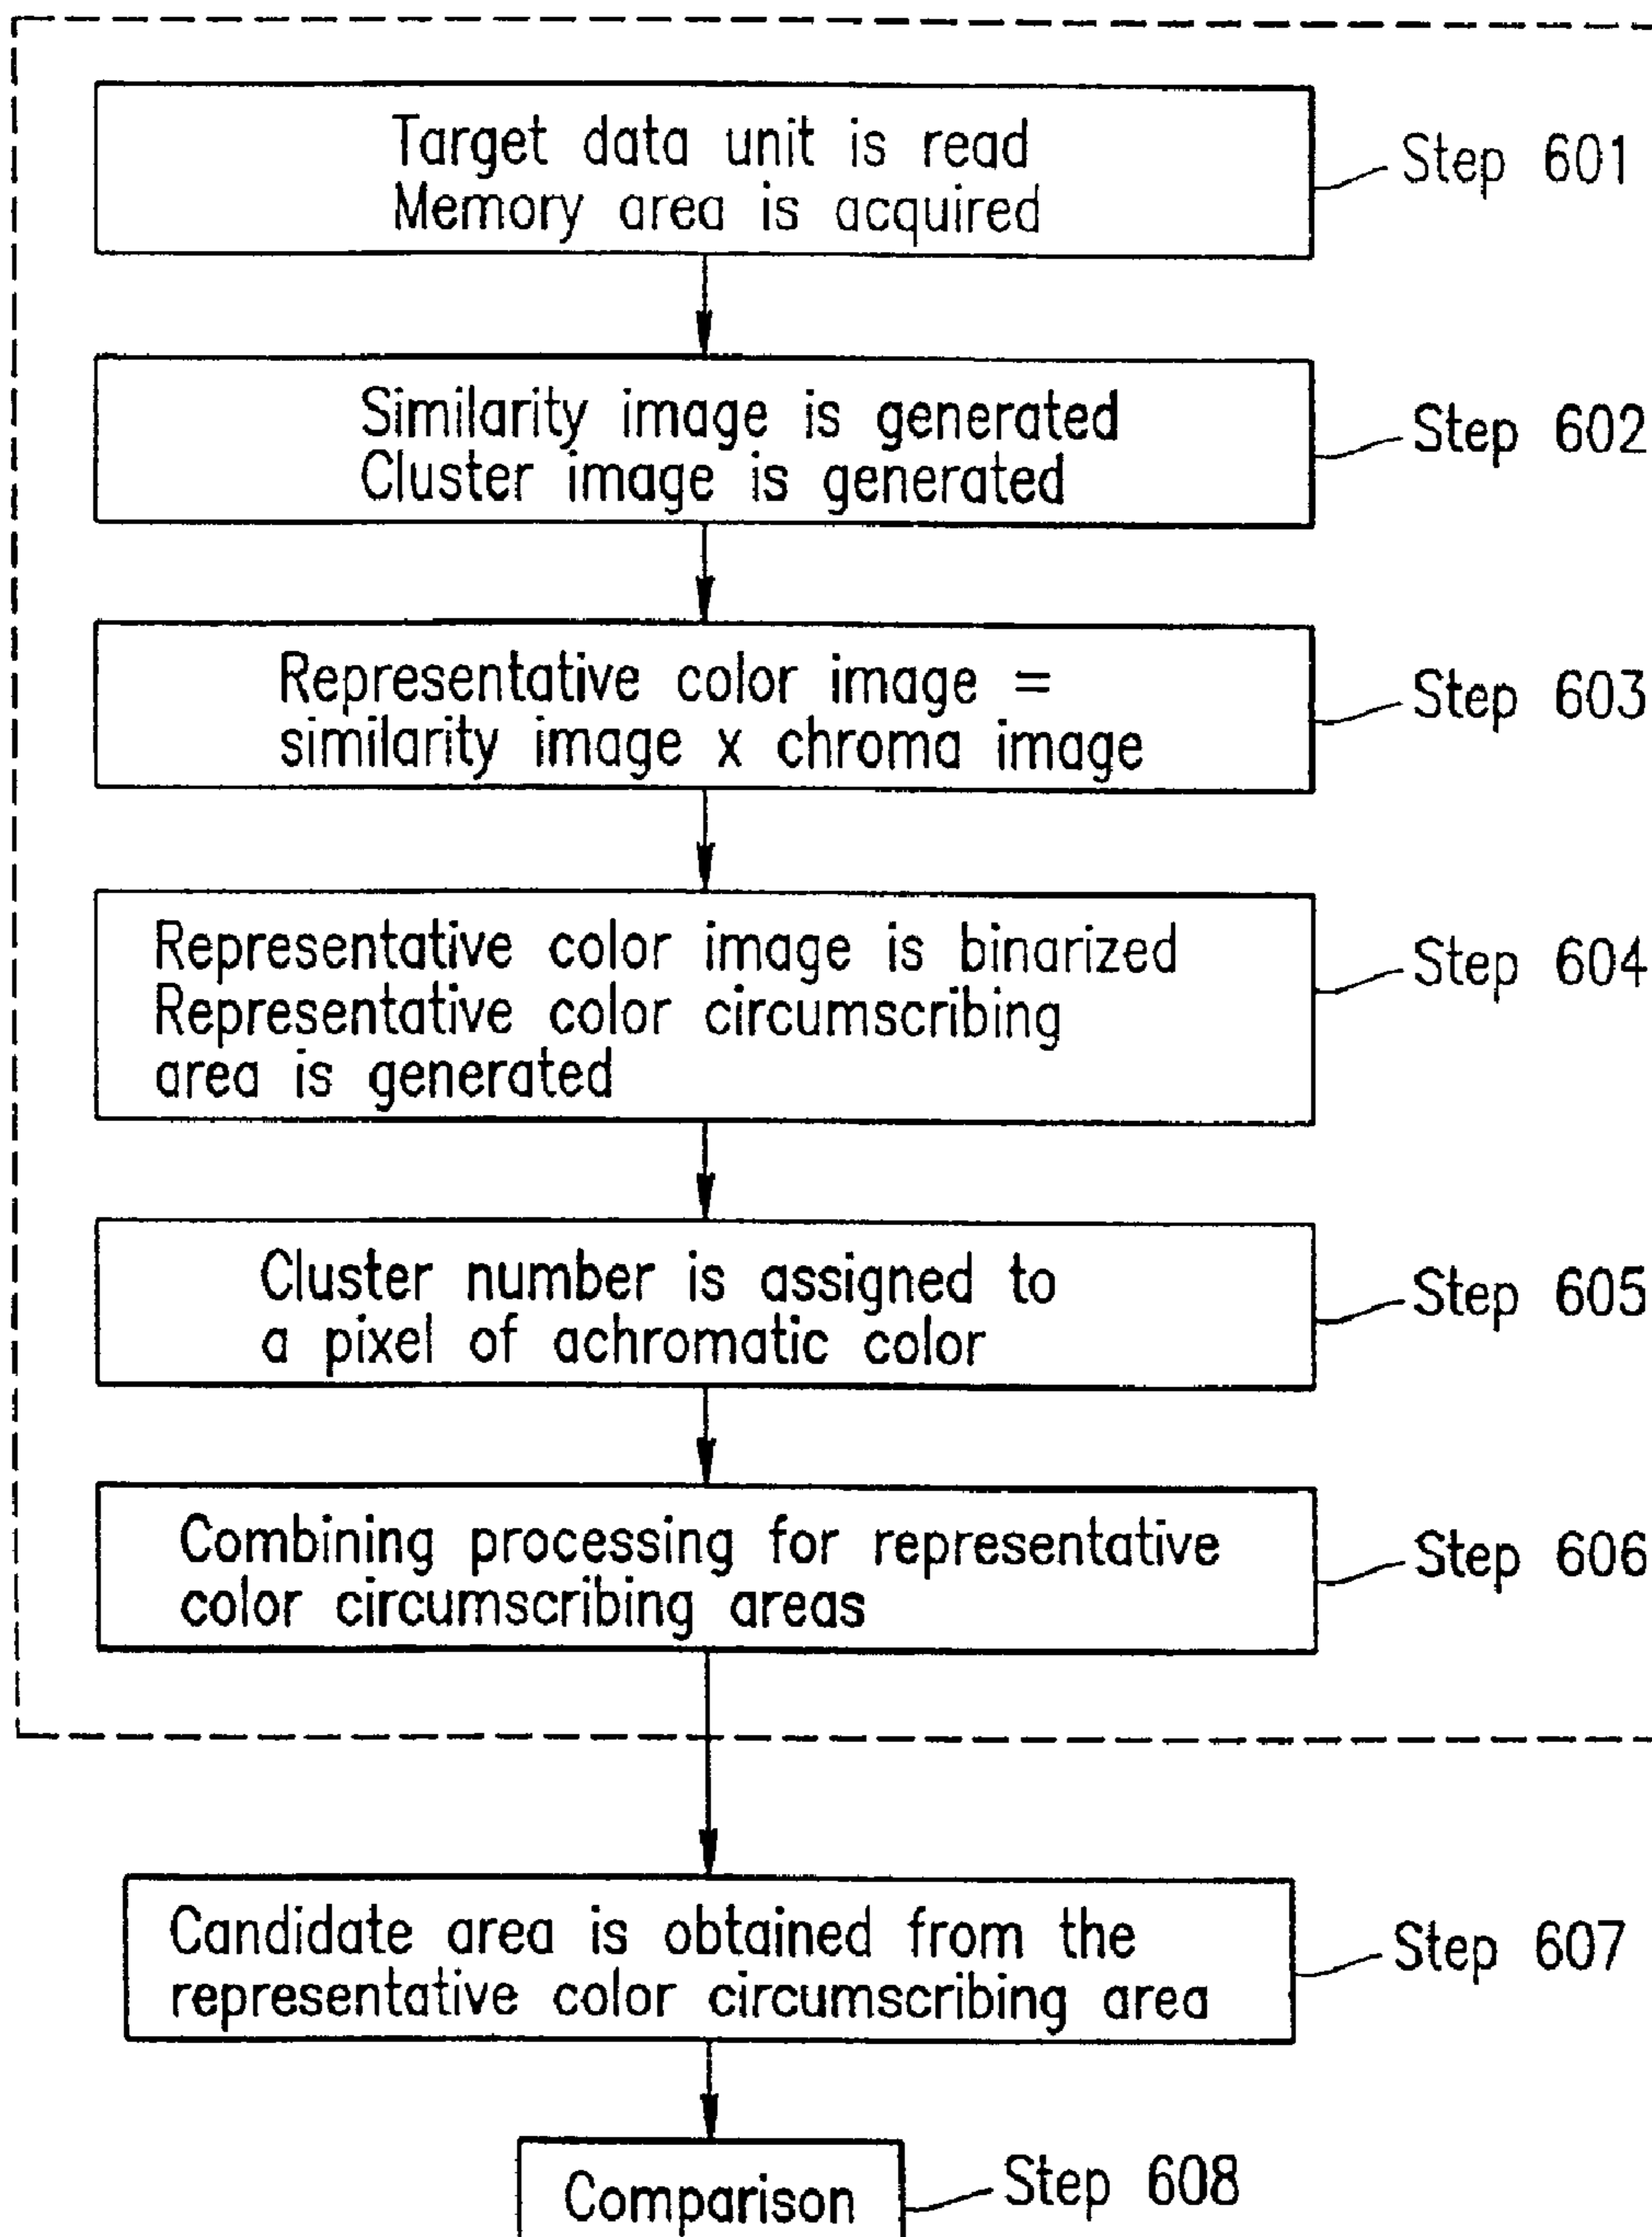 Target data unit is read
Memory area is acquired
Step 601
Similarity image is generated
Cluster image is generated
Step 602
Representative color image =
similarity image x chroma image
Step 603
Representative color image is binarized
Representative color circumscribing
area is generated
Step 604
Cluster number is assigned to
a pixel of achromatic color
Step 605
Combining processing for representative
color circumscribing areas
Step 606
Candidate area is obtained from the
representative color circumscribing area
Step 607
Comparison
Step 608